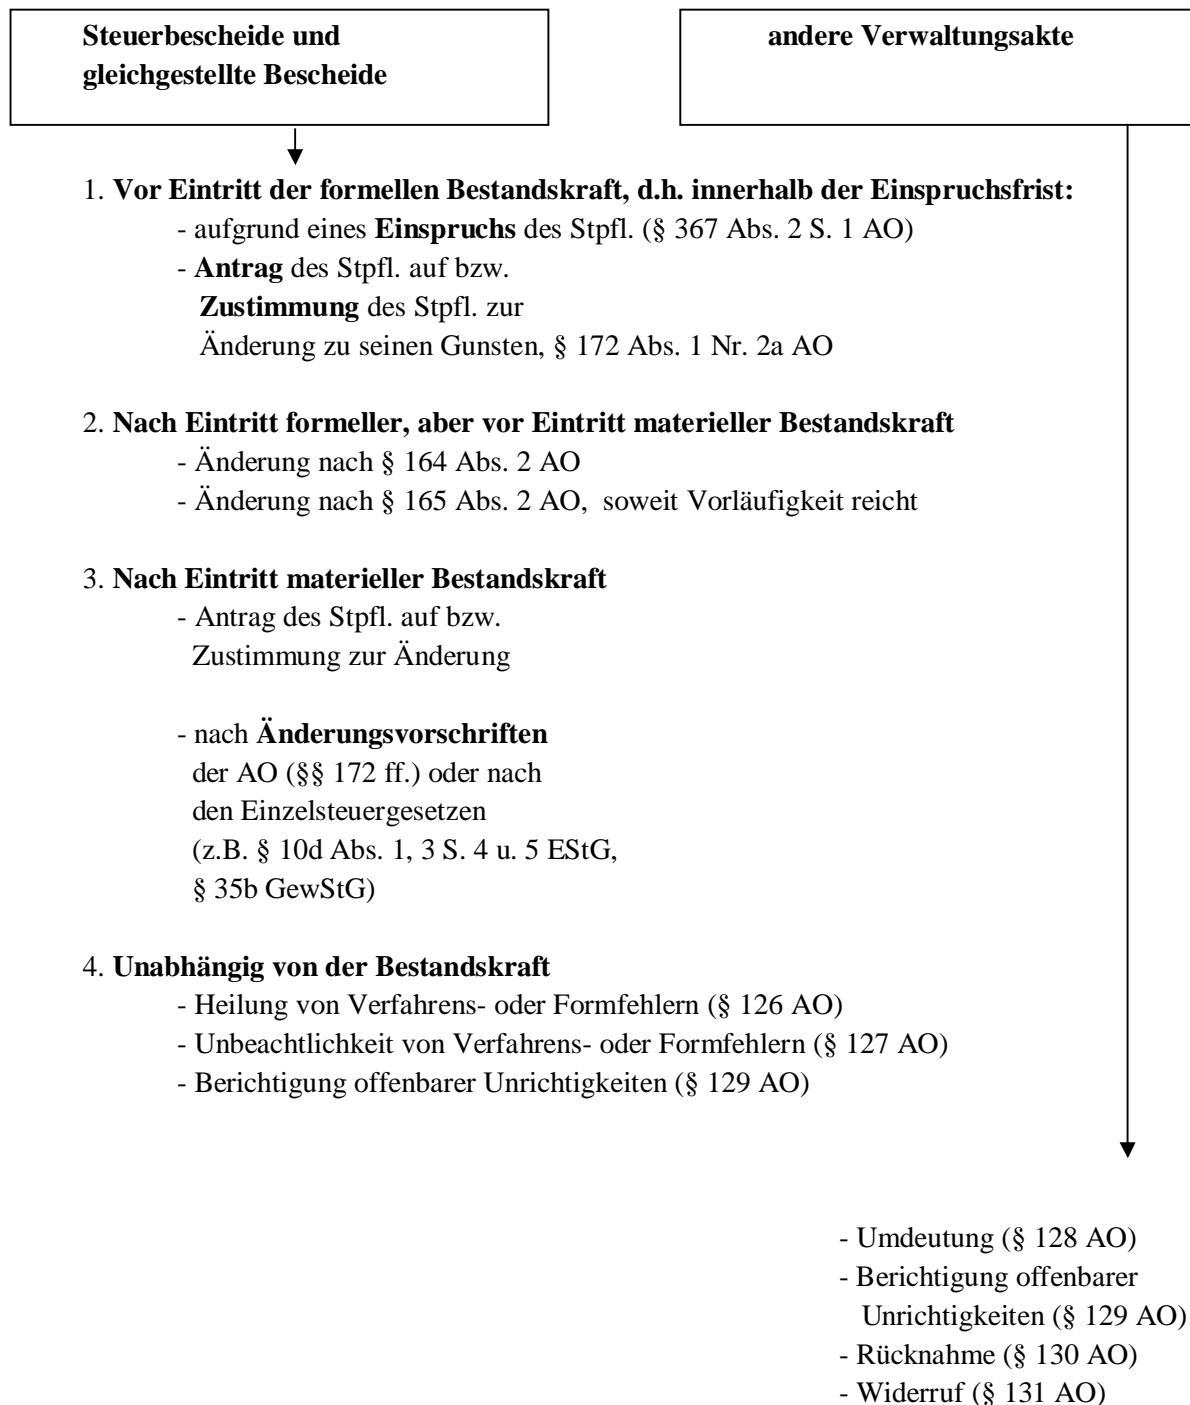 Steuerbescheide und
gleichgestellte Bescheide
andere Verwaltungsakte
1. Vor Eintritt der formellen Bestandskraft, d.h. innerhalb der Einspruchsfrist:
- aufgrund eines Einspruchs des Stpfl. (§ 367 Abs. 2 S. 1 AO)
- Antrag des Stpfl. auf bzw.
Zustimmung des Stpfl. zur
Änderung zu seinen Gunsten, § 172 Abs. 1 Nr. 2a AO
2. Nach Eintritt formeller, aber vor Eintritt materieller Bestandskraft
- Änderung nach § 164 Abs. 2 AO
- Änderung nach § 165 Abs. 2 AO, soweit Vorläufigkeit reicht
3. Nach Eintritt materieller Bestandskraft
- Antrag des Stpfl. auf bzw.
Zustimmung zur Änderung
- nach Änderungsvorschriften
der AO (§§ 172 ff.) oder nach
den Einzelsteuergesetzen
(z.B. § 10d Abs. 1, 3 S. 4 u. 5 EStG,
§ 35b GewStG)
4. Unabhängig von der Bestandskraft
- Heilung von Verfahrens- oder Formfehlern (§ 126 AO)
- Unbeachtlichkeit von Verfahrens- oder Formfehlern (§ 127 AO)
- Berichtigung offenbarer Unrichtigkeiten (§ 129 AO)
- Umdeutung (§ 128 AO)
- Berichtigung offenbarer
Unrichtigkeiten (§ 129 AO)
- Rücknahme (§ 130 AO)
- Widerruf (§ 131 AO)